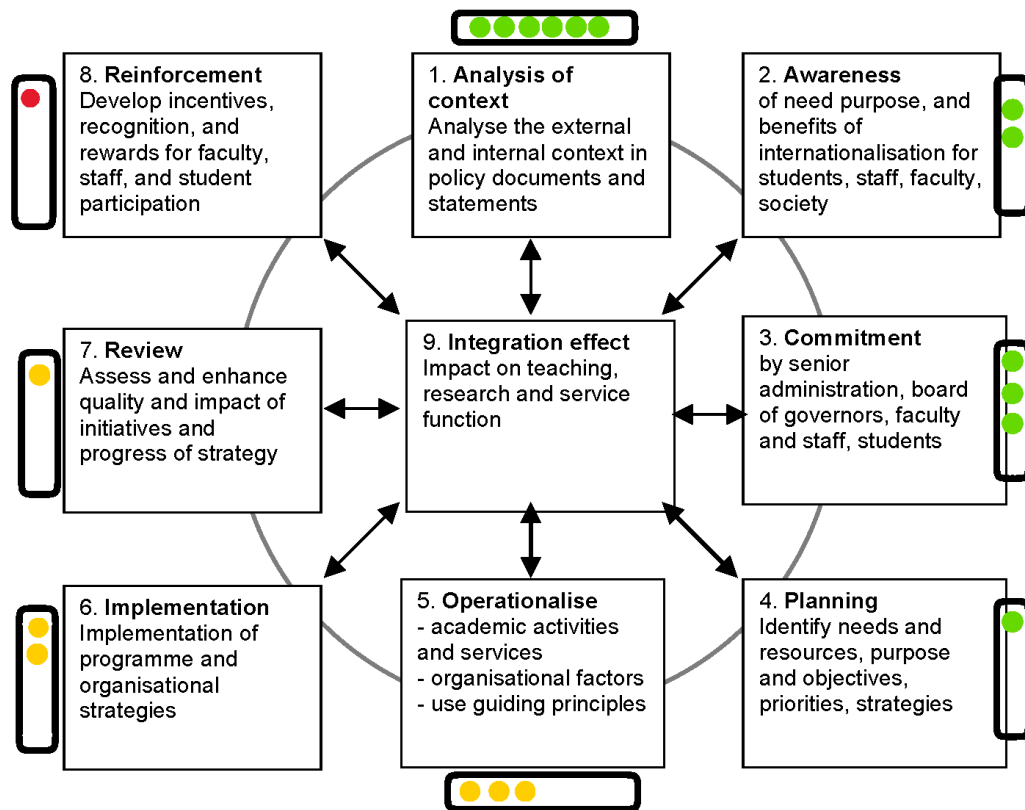 8. Reinforcement
Develop incentives,
recognition, and
rewards for faculty,
staff, and student
participation
1. Analysis of
context
Analyse the external
and internal context in
policy documents and
statements
2. Awareness
of need purpose, and
benefits of
internationalisation for
students, staff, faculty,
society
7. Review
Assess and enhance
quality and impact of
initiatives and
progress of strategy
9. Integration effect
Impact on teaching,
research and service
function
3. Commitment
by senior
administration, board
of governors, faculty
and staff, students
6. Implementation
Implementation of
programme and
organisational
strategies
5. Operationalise
- academic activities
and services
- organisational factors
- use guiding principles
4. Planning
Identify needs and
resources, purpose
and objectives,
priorities, strategies